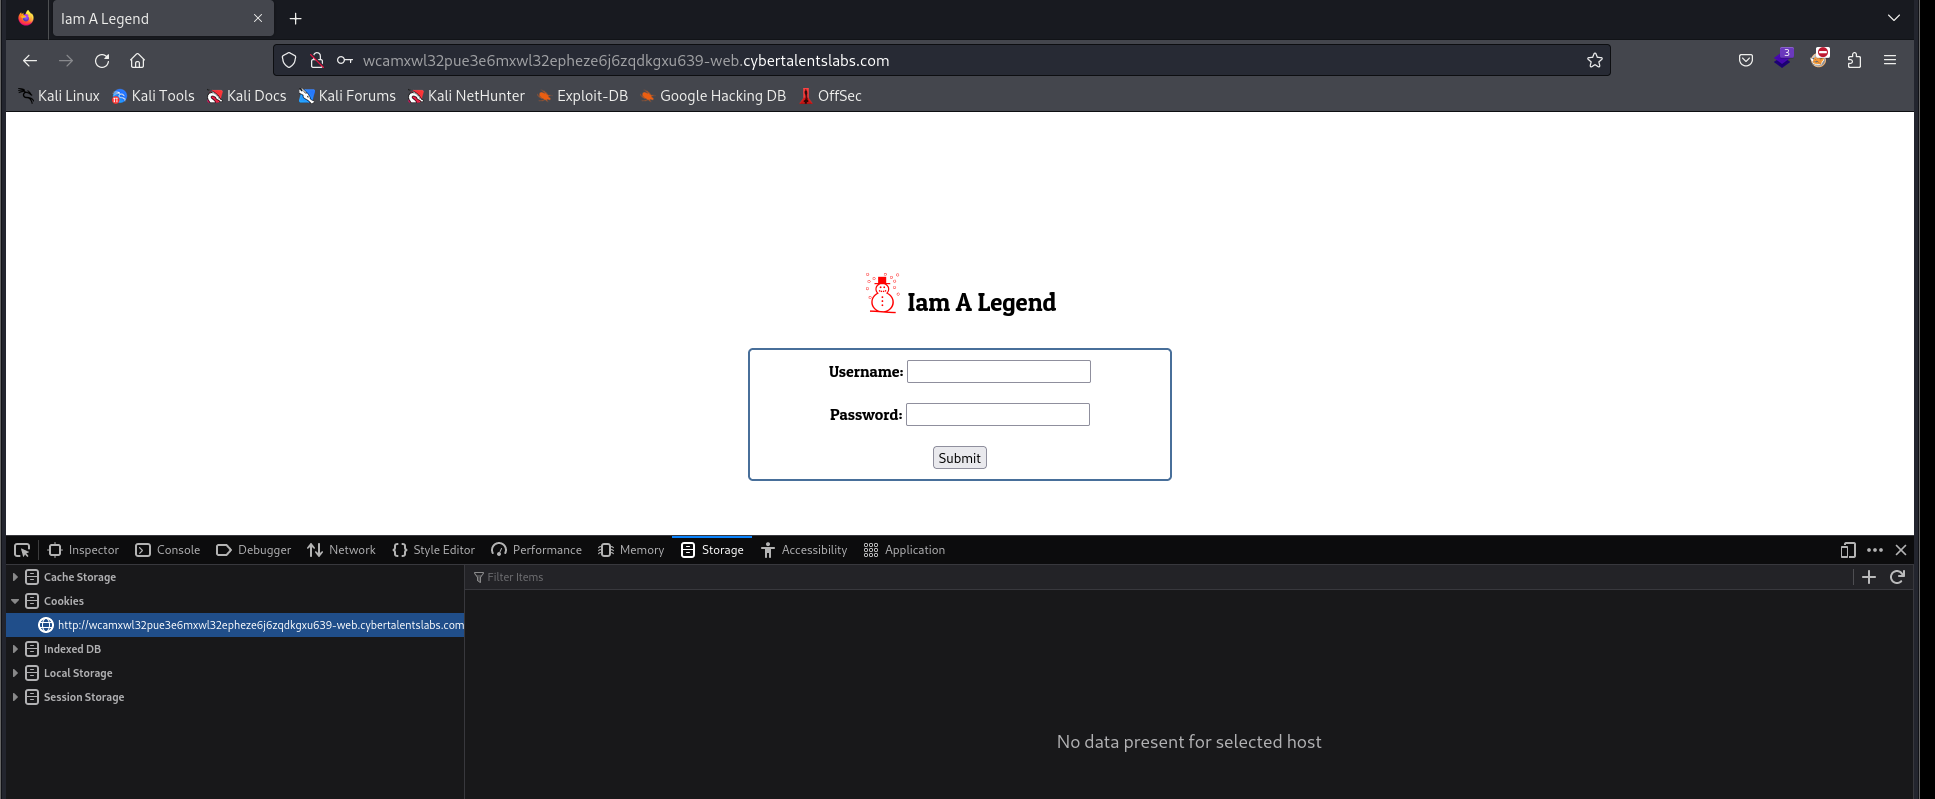 Iam A Legend
wcamxwl32pue3e6mxwl32epheze6j6zqdkgxu639-web.cybertalentslabs.com
3
Kali Linux Kali Tools Kali Docs Kali Forums Kali NetHunter Exploit-DB Google Hacking DB OffSec
Iam A Legend
Username:
Password:
Submit
Inspector Console Debugger Network Style Editor Performance Memory Storage Accessibility Application
Cache Storage
Filter Items
Cookies
http://wcamxwl32pue3e6mxwl32epheze6j6zqdkgxu639-web.cybertalentslabs.com
Indexed DB
Local Storage
Session Storage
No data present for selected host